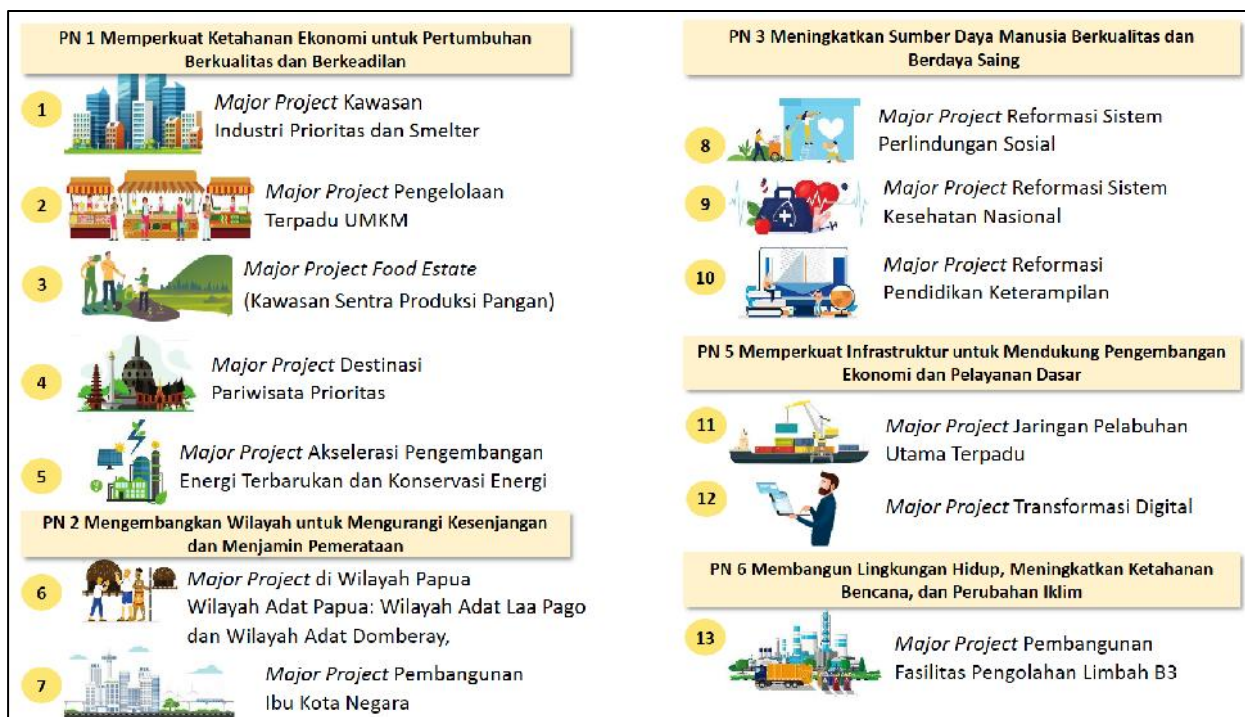 PN 1 Memperkuat Ketahanan Ekonomi untuk Pertumbuhan
Berkualitas dan Berkeadilan
1
Major Project Kawasan
Industri Prioritas dan Smelter
2
Major Project Pengelolaan
Terpadu UMKM
3
Major Project Food Estate
(Kawasan Sentra Produksi Pangan)
4
Major Project Destinasi
Pariwisata Prioritas
5
Major Project Akselerasi Pengembangan
Energi Terbarukan dan Konservasi Energi
PN 2 Mengembangkan Wilayah untuk Mengurangi Kesenjangan
dan Menjamin Pemerataan
6
Major Project di Wilayah Papua
Wilayah Adat Papua: Wilayah Adat Laa Pago
dan Wilayah Adat Domberay,
7
Major Project Pembangunan
Ibu Kota Negara
PN 3 Meningkatkan Sumber Daya Manusia Berkualitas dan
Berdaya Saing
8
Major Project Reformasi Sistem
Perlindungan Sosial
9
Major Project Reformasi Sistem
Kesehatan Nasional
10
Major Project Reformasi
Pendidikan Keterampilan
PN 5 Memperkuat Infrastruktur untuk Mendukung Pengembangan
Ekonomi dan Pelayanan Dasar
11
Major Project Jaringan Pelabuhan
Utama Terpadu
12
Major Project Transformasi Digital
PN 6 Membangun Lingkungan Hidup, Meningkatkan Ketahanan
Bencana, dan Perubahan Iklim
13
Major Project Pembangunan
Fasilitas Pengolahan Limbah B3